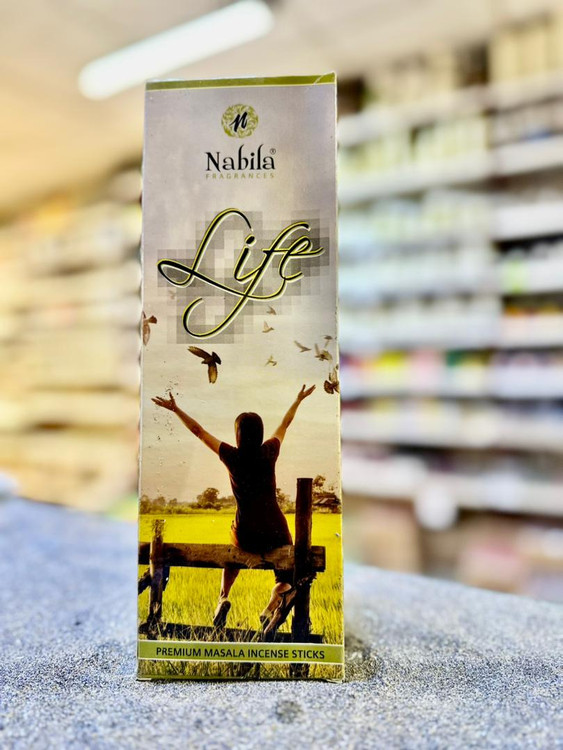 n
Nabila®
FRAGRANCES
Life
PREMIUM MASALA INCENSE STICKS